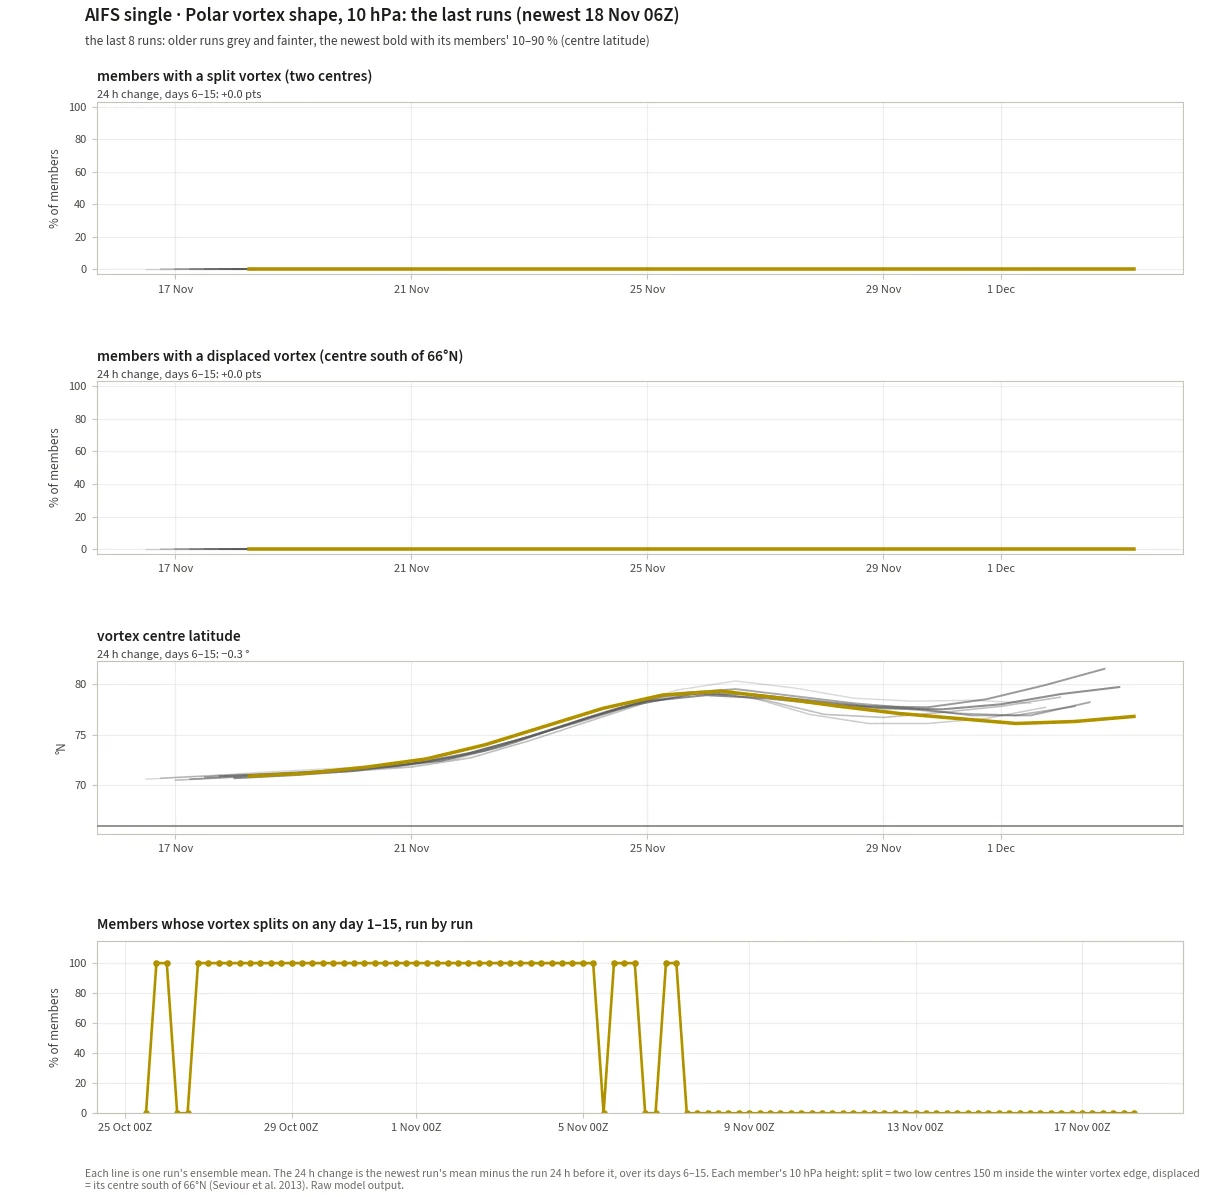 AIFS single · Polar vortex shape, 10 hPa: the last runs (newest 18 Nov 06Z)
the last 8 runs: older runs grey and fainter, the newest bold with its members' 10–90 % (centre latitude)
members with a split vortex (two centres)
24 h change, days 6–15: +0.0 pts
100
80
60
40
20
0
% of members
17 Nov 21 Nov 25 Nov 29 Nov 1 Dec
members with a displaced vortex (centre south of 66°N)
24 h change, days 6–15: +0.0 pts
100
80
60
40
20
0
% of members
17 Nov 21 Nov 25 Nov 29 Nov 1 Dec
vortex centre latitude
24 h change, days 6–15: −0.3 °
80
75
70
°N
17 Nov 21 Nov 25 Nov 29 Nov 1 Dec
Members whose vortex splits on any day 1–15, run by run
100
80
60
40
20
0
% of members
25 Oct 00Z 29 Oct 00Z 1 Nov 00Z 5 Nov 00Z 9 Nov 00Z 13 Nov 00Z 17 Nov 00Z
Each line is one run's ensemble mean. The 24 h change is the newest run's mean minus the run 24 h before it, over its days 6–15. Each member's 10 hPa height: split = two low centres 150 m inside the winter vortex edge, displaced
= its centre south of 66°N (Seviour et al. 2013). Raw model output.